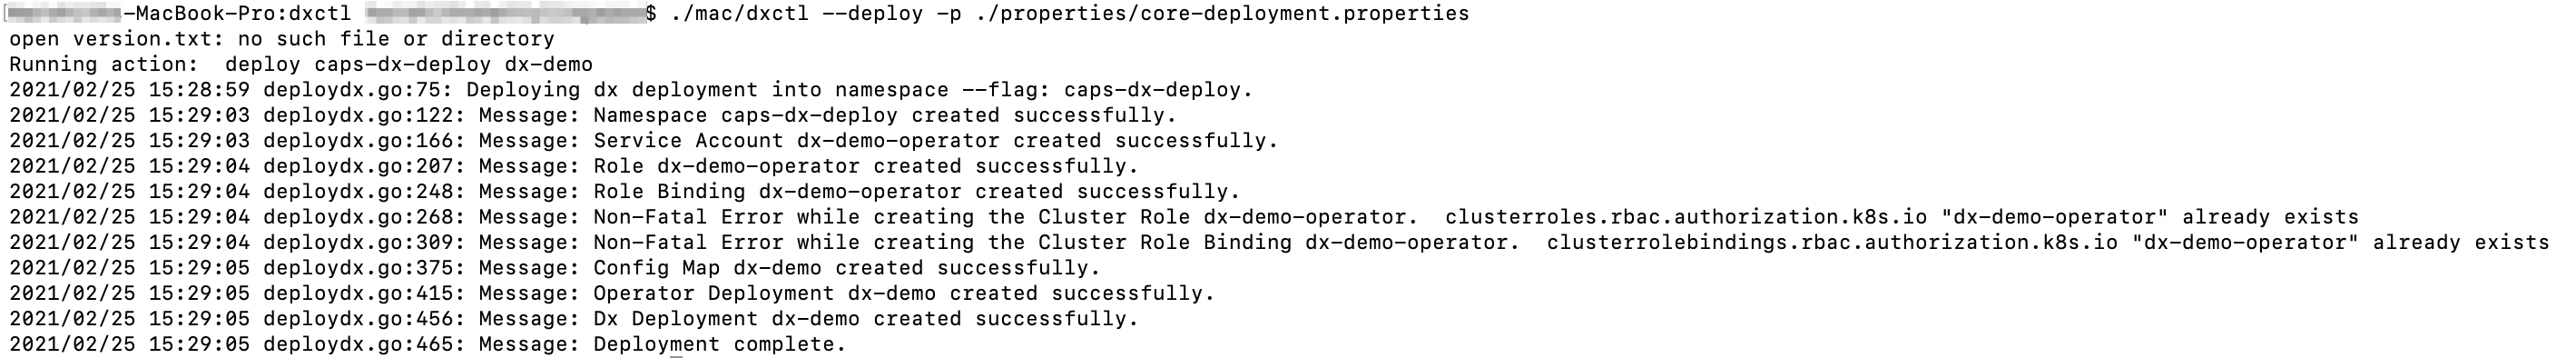 -MacBook-Pro:dxctl $ ./mac/dxctl --deploy -p ./properties/core-deployment.properties
open version.txt: no such file or directory
Running action:  deploy caps-dx-deploy dx-demo
2021/02/25 15:28:59 deploydx.go:75: Deploying dx deployment into namespace --flag: caps-dx-deploy.
2021/02/25 15:29:03 deploydx.go:122: Message: Namespace caps-dx-deploy created successfully.
2021/02/25 15:29:03 deploydx.go:166: Message: Service Account dx-demo-operator created successfully.
2021/02/25 15:29:04 deploydx.go:207: Message: Role dx-demo-operator created successfully.
2021/02/25 15:29:04 deploydx.go:248: Message: Role Binding dx-demo-operator created successfully.
2021/02/25 15:29:04 deploydx.go:268: Message: Non-Fatal Error while creating the Cluster Role dx-demo-operator.  clusterroles.rbac.authorization.k8s.io "dx-demo-operator" already exists
2021/02/25 15:29:04 deploydx.go:309: Message: Non-Fatal Error while creating the Cluster Role Binding dx-demo-operator.  clusterrolebindings.rbac.authorization.k8s.io "dx-demo-operator" already exists
2021/02/25 15:29:05 deploydx.go:375: Message: Config Map dx-demo created successfully.
2021/02/25 15:29:05 deploydx.go:415: Message: Operator Deployment dx-demo created successfully.
2021/02/25 15:29:05 deploydx.go:456: Message: Dx Deployment dx-demo created successfully.
2021/02/25 15:29:05 deploydx.go:465: Message: Deployment complete.